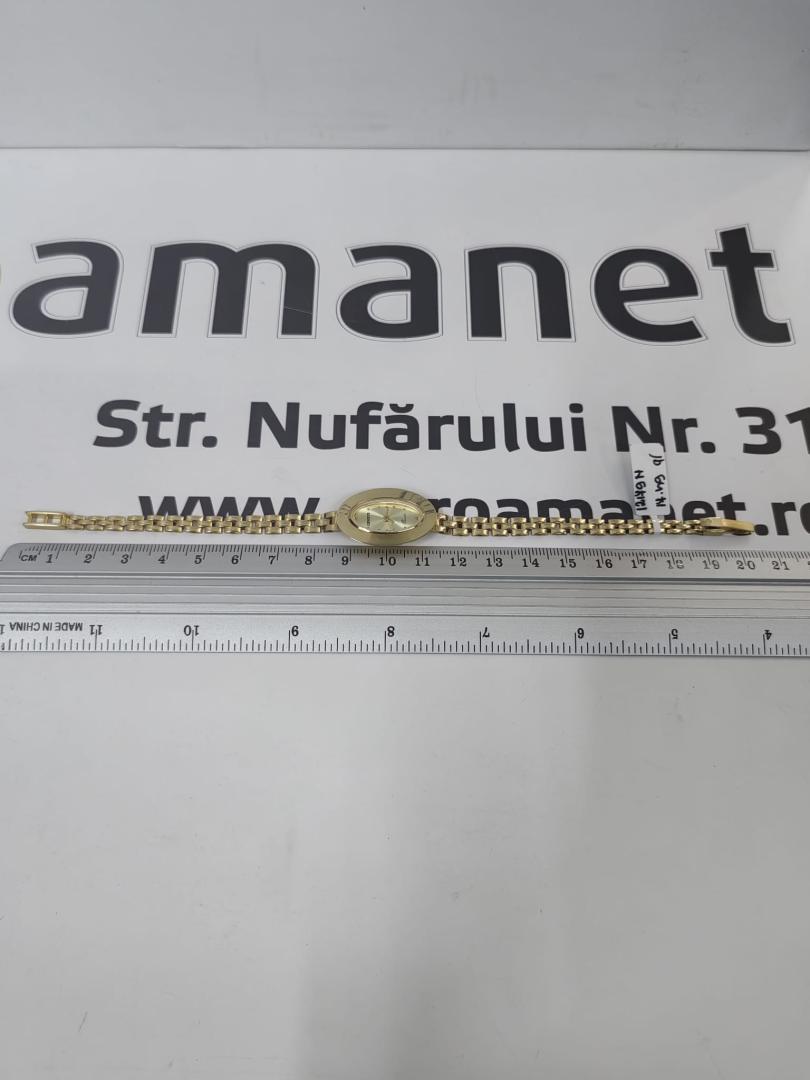 amanet
Str. Nufărului Nr. 31
www. roamanet.ro
CM 1 2 3 4 5 6 7 8 9 10 11 12 13 14 15 16 17 18 19 20 21
MADE IN CHINA 11 10 9 8 7 6 5 4